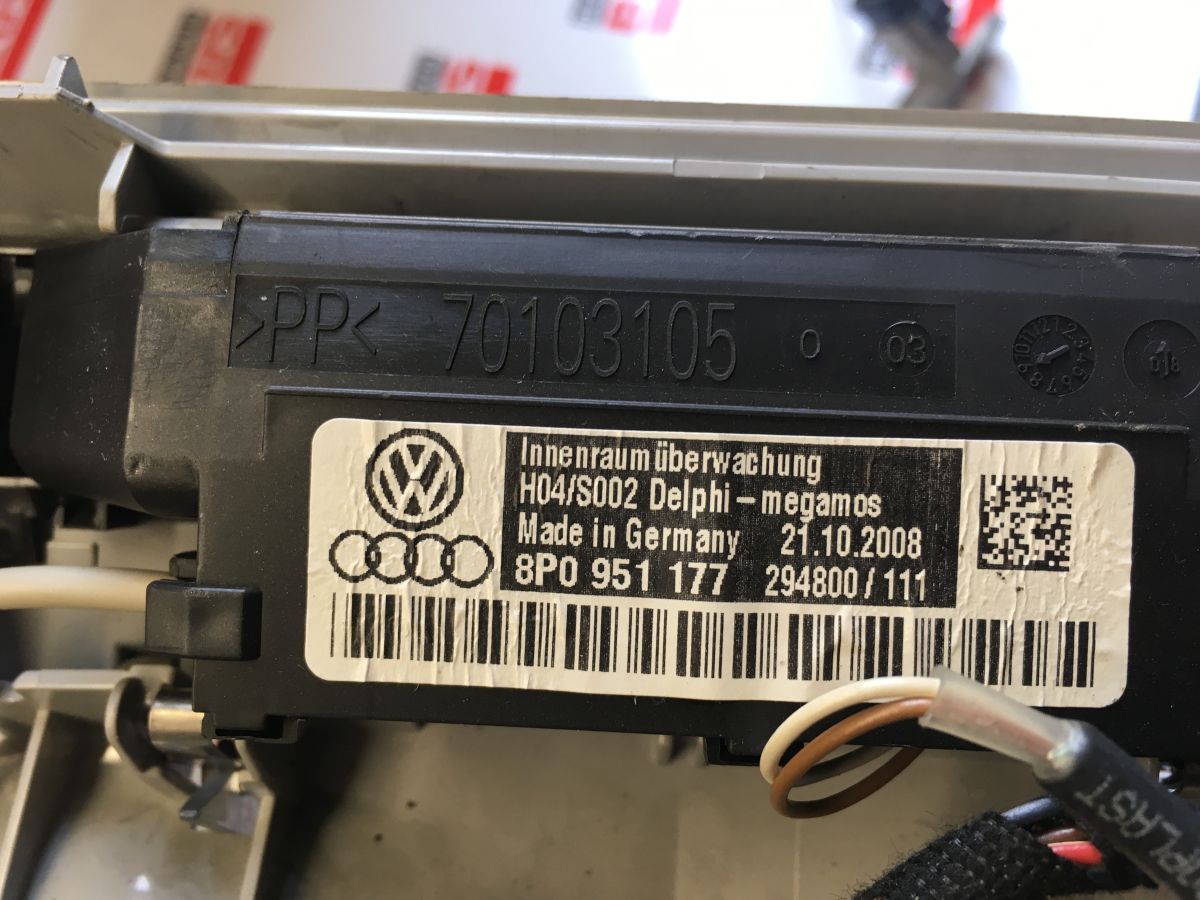 >PP< 70103105 0 03
Innenraumüberwachung
H04/S002 Delphi – megamos
Made in Germany 21.10.2008
8P0 951 177 294800/111